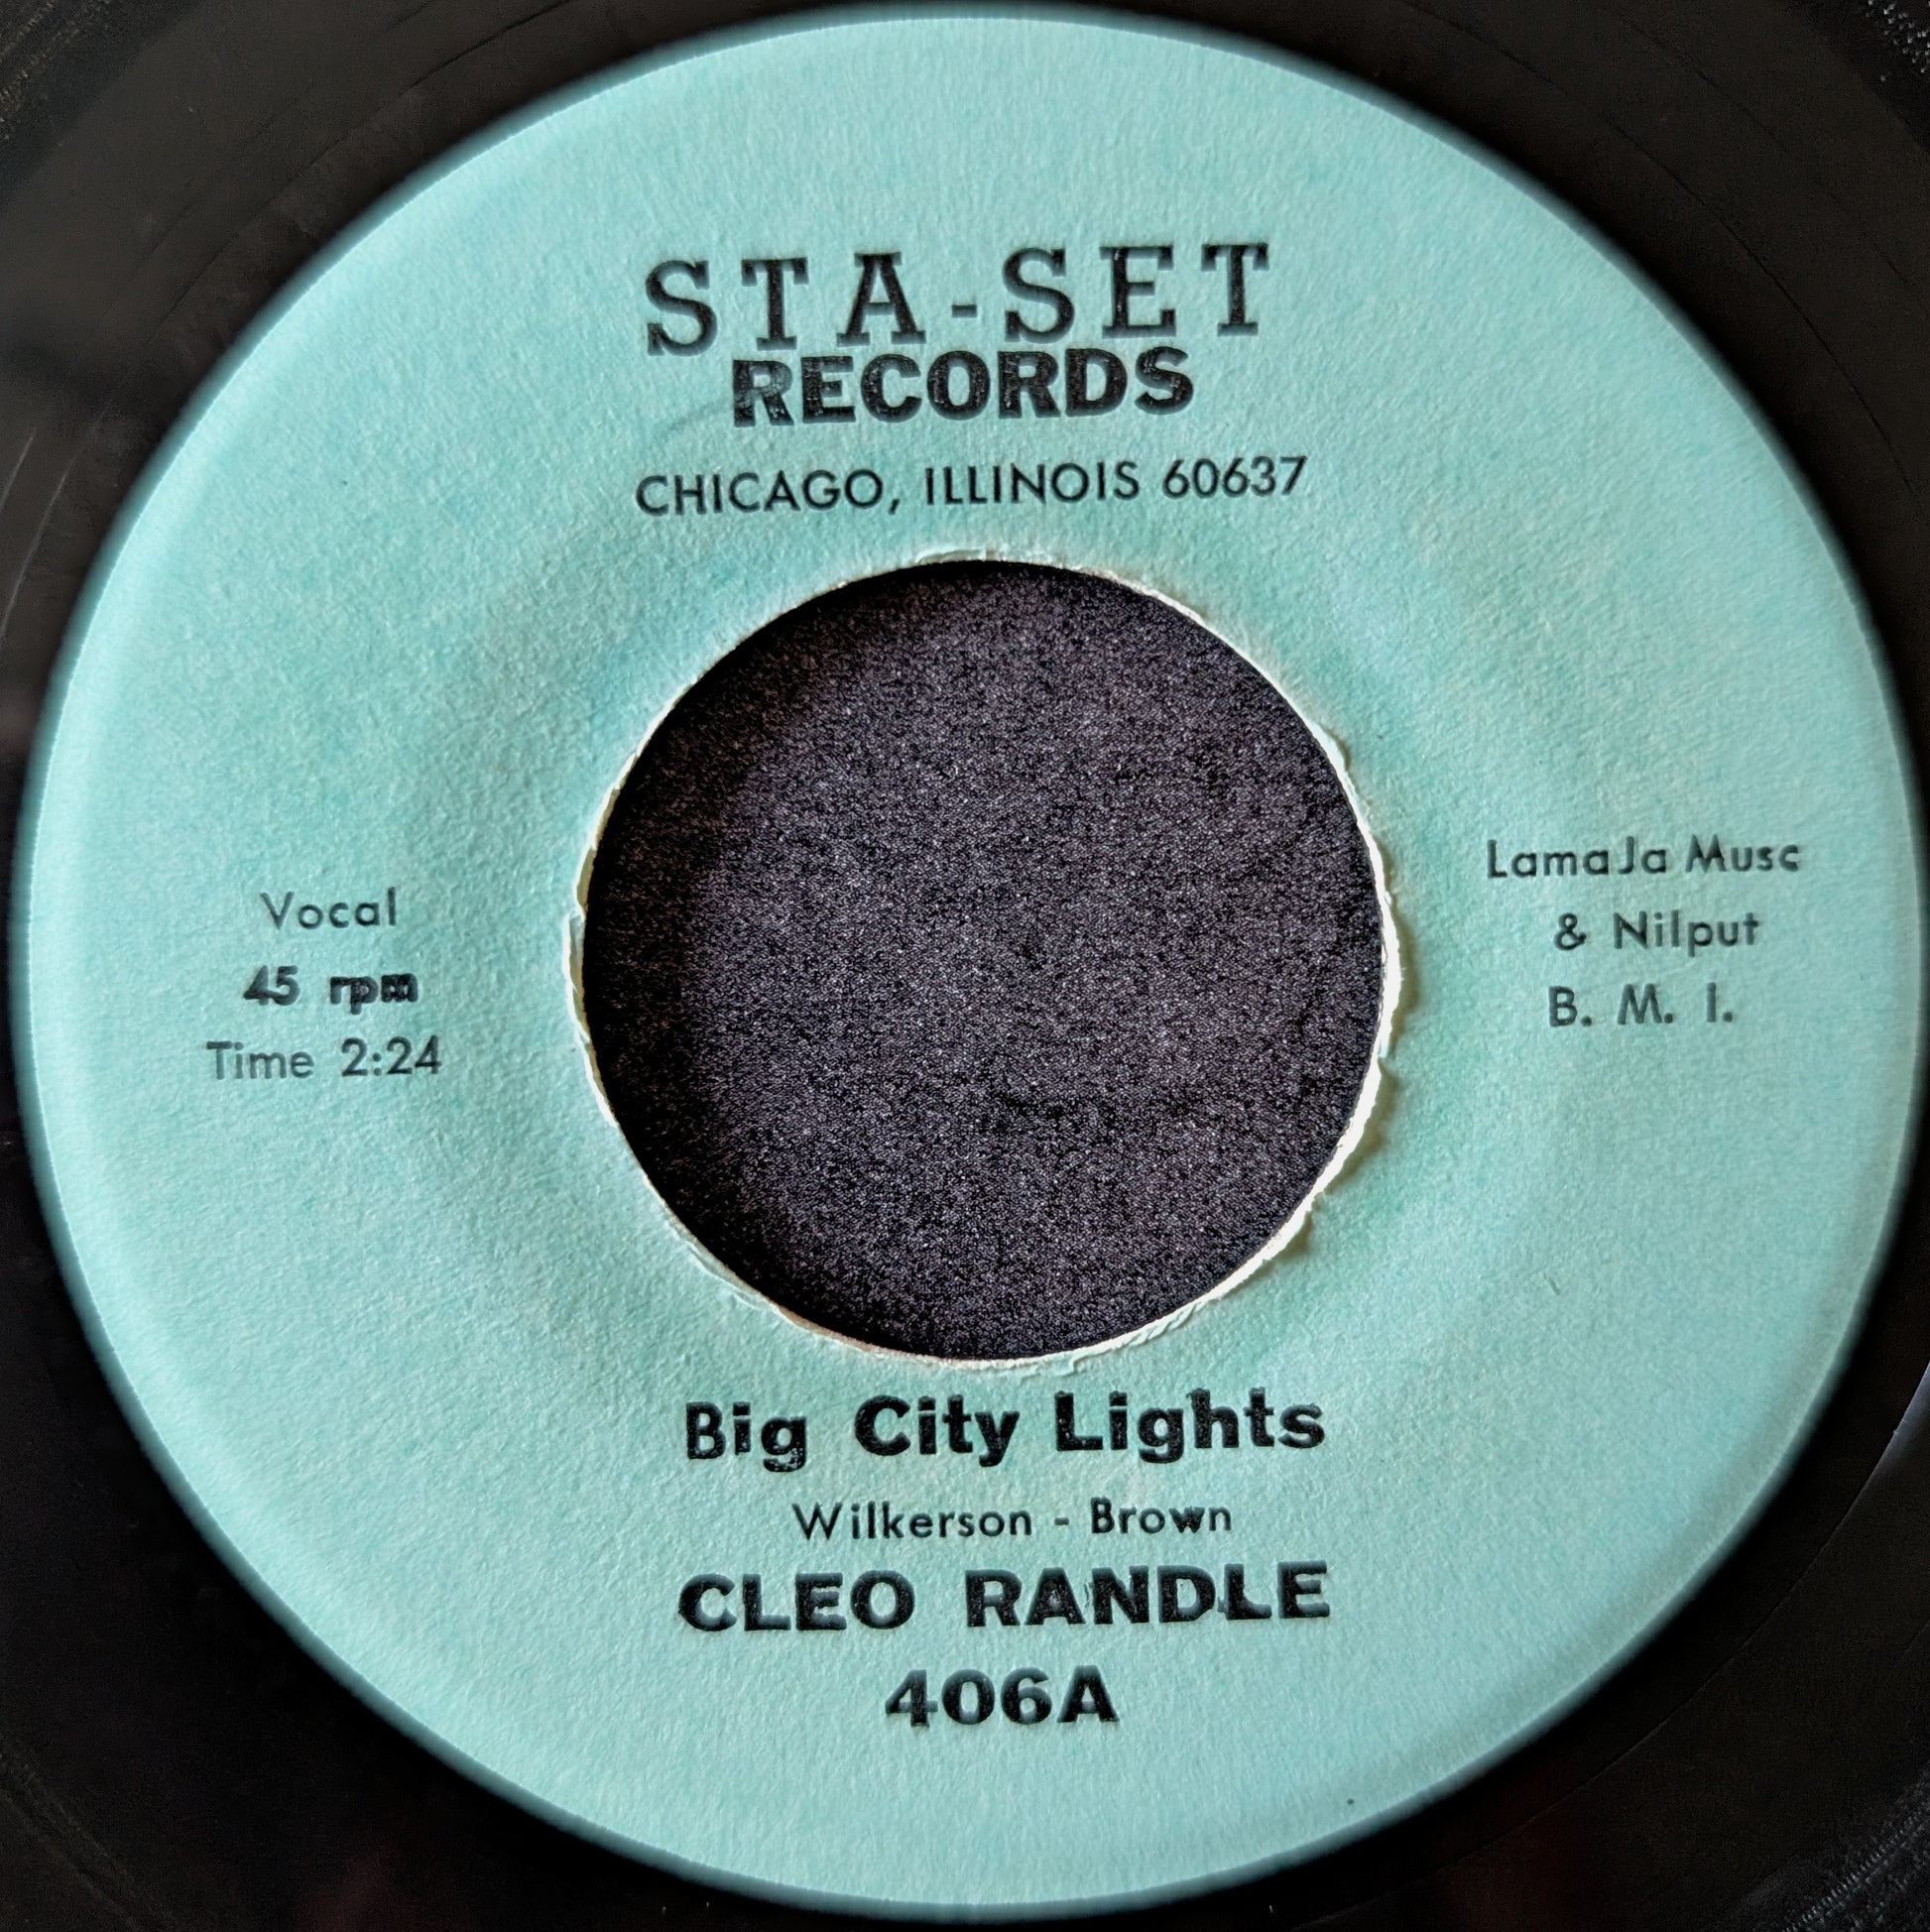 STA-SET
RECORDS
CHICAGO, ILLINOIS 60637
Vocal
45 rpm
Time 2:24
LamaJa Musc
& Nilput
B. M. I.
Big City Lights
Wilkerson - Brown
CLEO RANDLE
406A